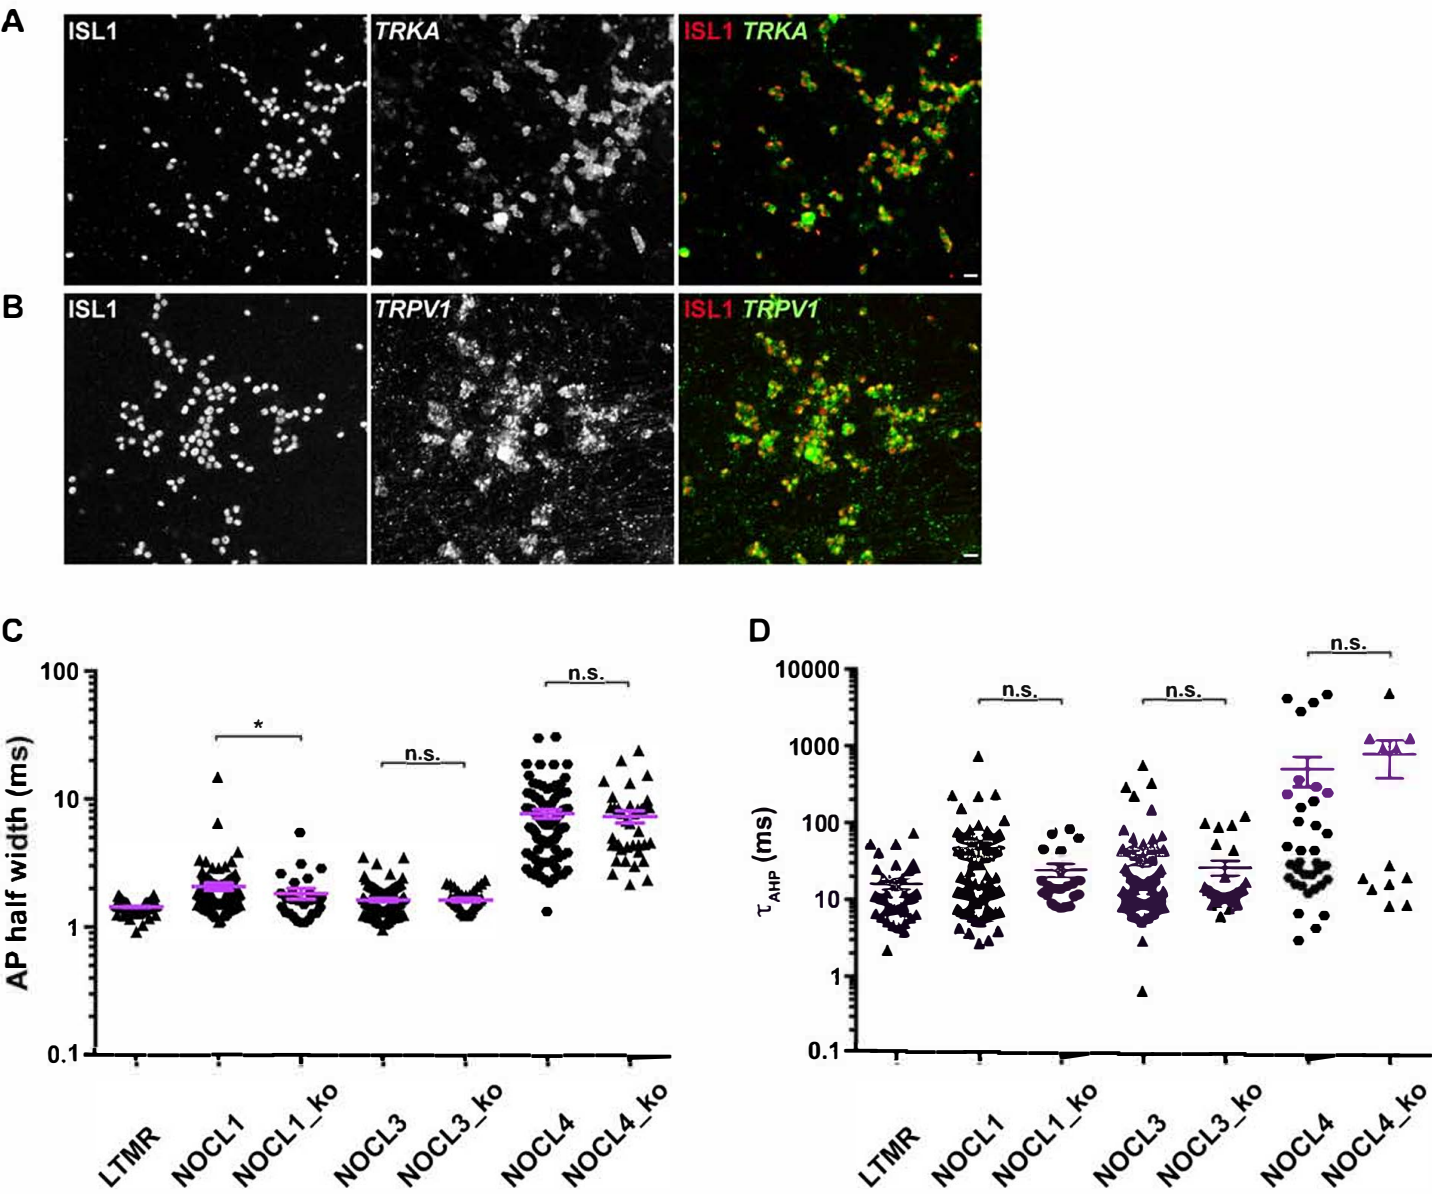 A
ISL1
TRKA
ISL1 TRKA
B
ISL1
TRPV1
ISL1 TRPV1
C
AP half width (ms)
100
10
1
0.1
*
n.s.
n.s.
LTMR
NOCL1
NOCL1_ko
NOCL3
NOCL3_ko
NOCL4
NOCL4_ko
D
τAHP (ms)
10000
1000
100
10
1
0.1
n.s.
n.s.
n.s.
LTMR
NOCL1
NOCL1_ko
NOCL3
NOCL3_ko
NOCL4
NOCL4_ko